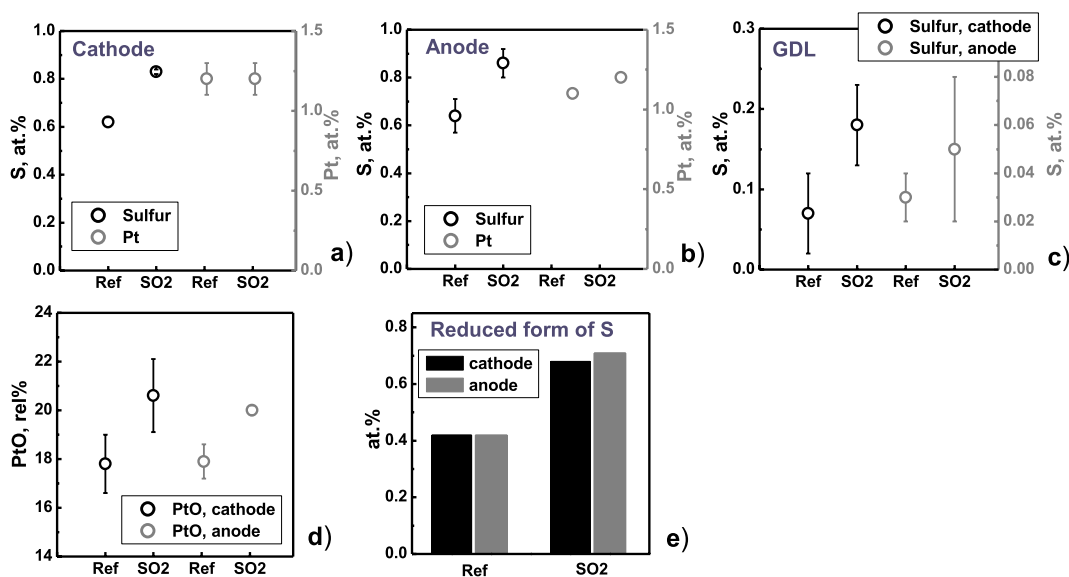 Cathode
S, at.%
1.0
0.8
0.6
0.4
0.2
0.0
Pt, at.%
1.5
1.0
0.5
0.0
Sulfur
Pt
Ref SO2 Ref SO2
a)
Anode
S, at.%
1.0
0.8
0.6
0.4
0.2
0.0
Pt, at.%
1.5
1.0
0.5
0.0
Sulfur
Pt
Ref SO2 Ref SO2
b)
GDL
Sulfur, cathode
Sulfur, anode
S, at.%
0.3
0.2
0.1
0.0
S, at.%
0.08
0.06
0.04
0.02
0.00
Ref SO2 Ref SO2
c)
PtO, rel%
24
22
20
18
16
14
PtO, cathode
PtO, anode
Ref SO2 Ref SO2
d)
Reduced form of S
cathode
anode
at.%
0.6
0.4
0.2
0.0
Ref SO2
e)